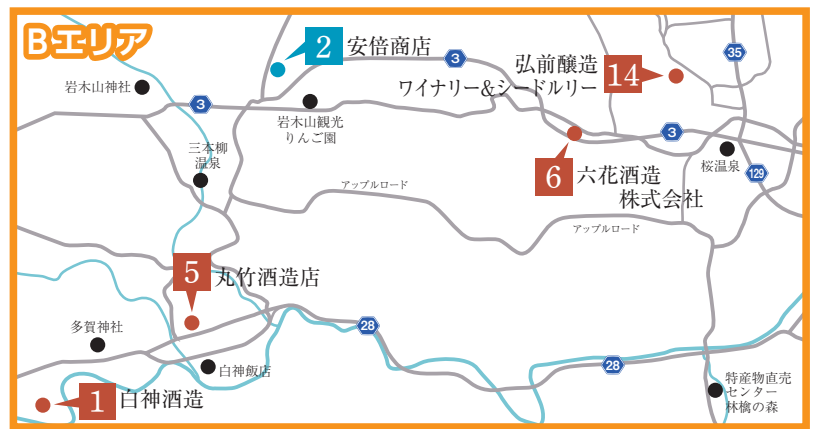 Bエリア
2 安倍商店
3
弘前醸造
ワイナリー&シードルリー
14
35
岩木山神社
3
岩木山観光
りんご園
3
三本柳
温泉
6 六花酒造
株式会社
桜温泉
129
アップルロード
アップルロード
5 丸竹酒造店
28
多賀神社
白神飯店
28
1 白神酒造
特産物直売
センター
林檎の森